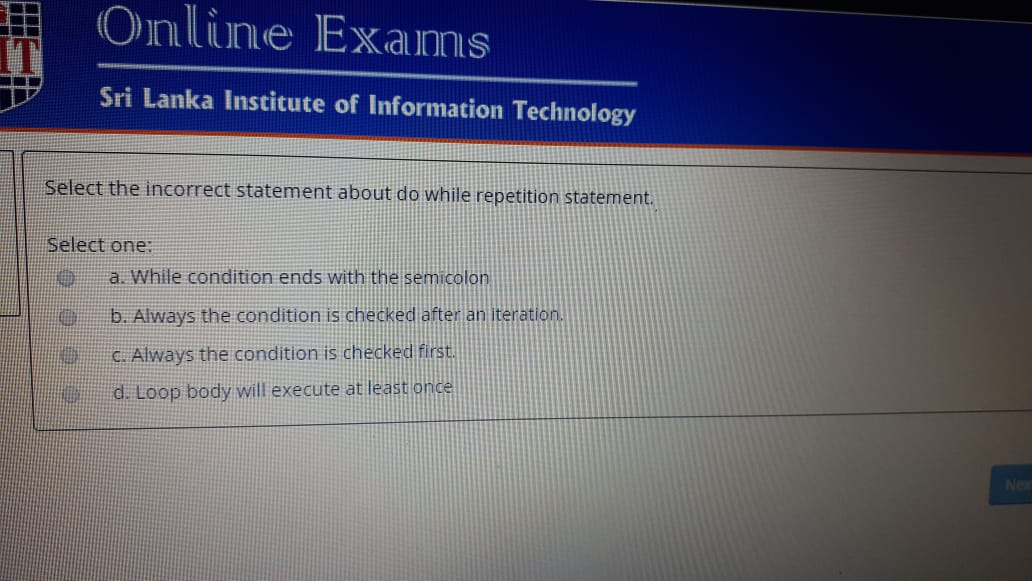 IT
Online Exams
Sri Lanka Institute of Information Technology
Select the incorrect statement about do while repetition statement.
Select one:
a. While condition ends with the semicolon
b. Always the condition is checked after an iteration.
c. Always the condition is checked first.
d. Loop body will execute at least once
Nex